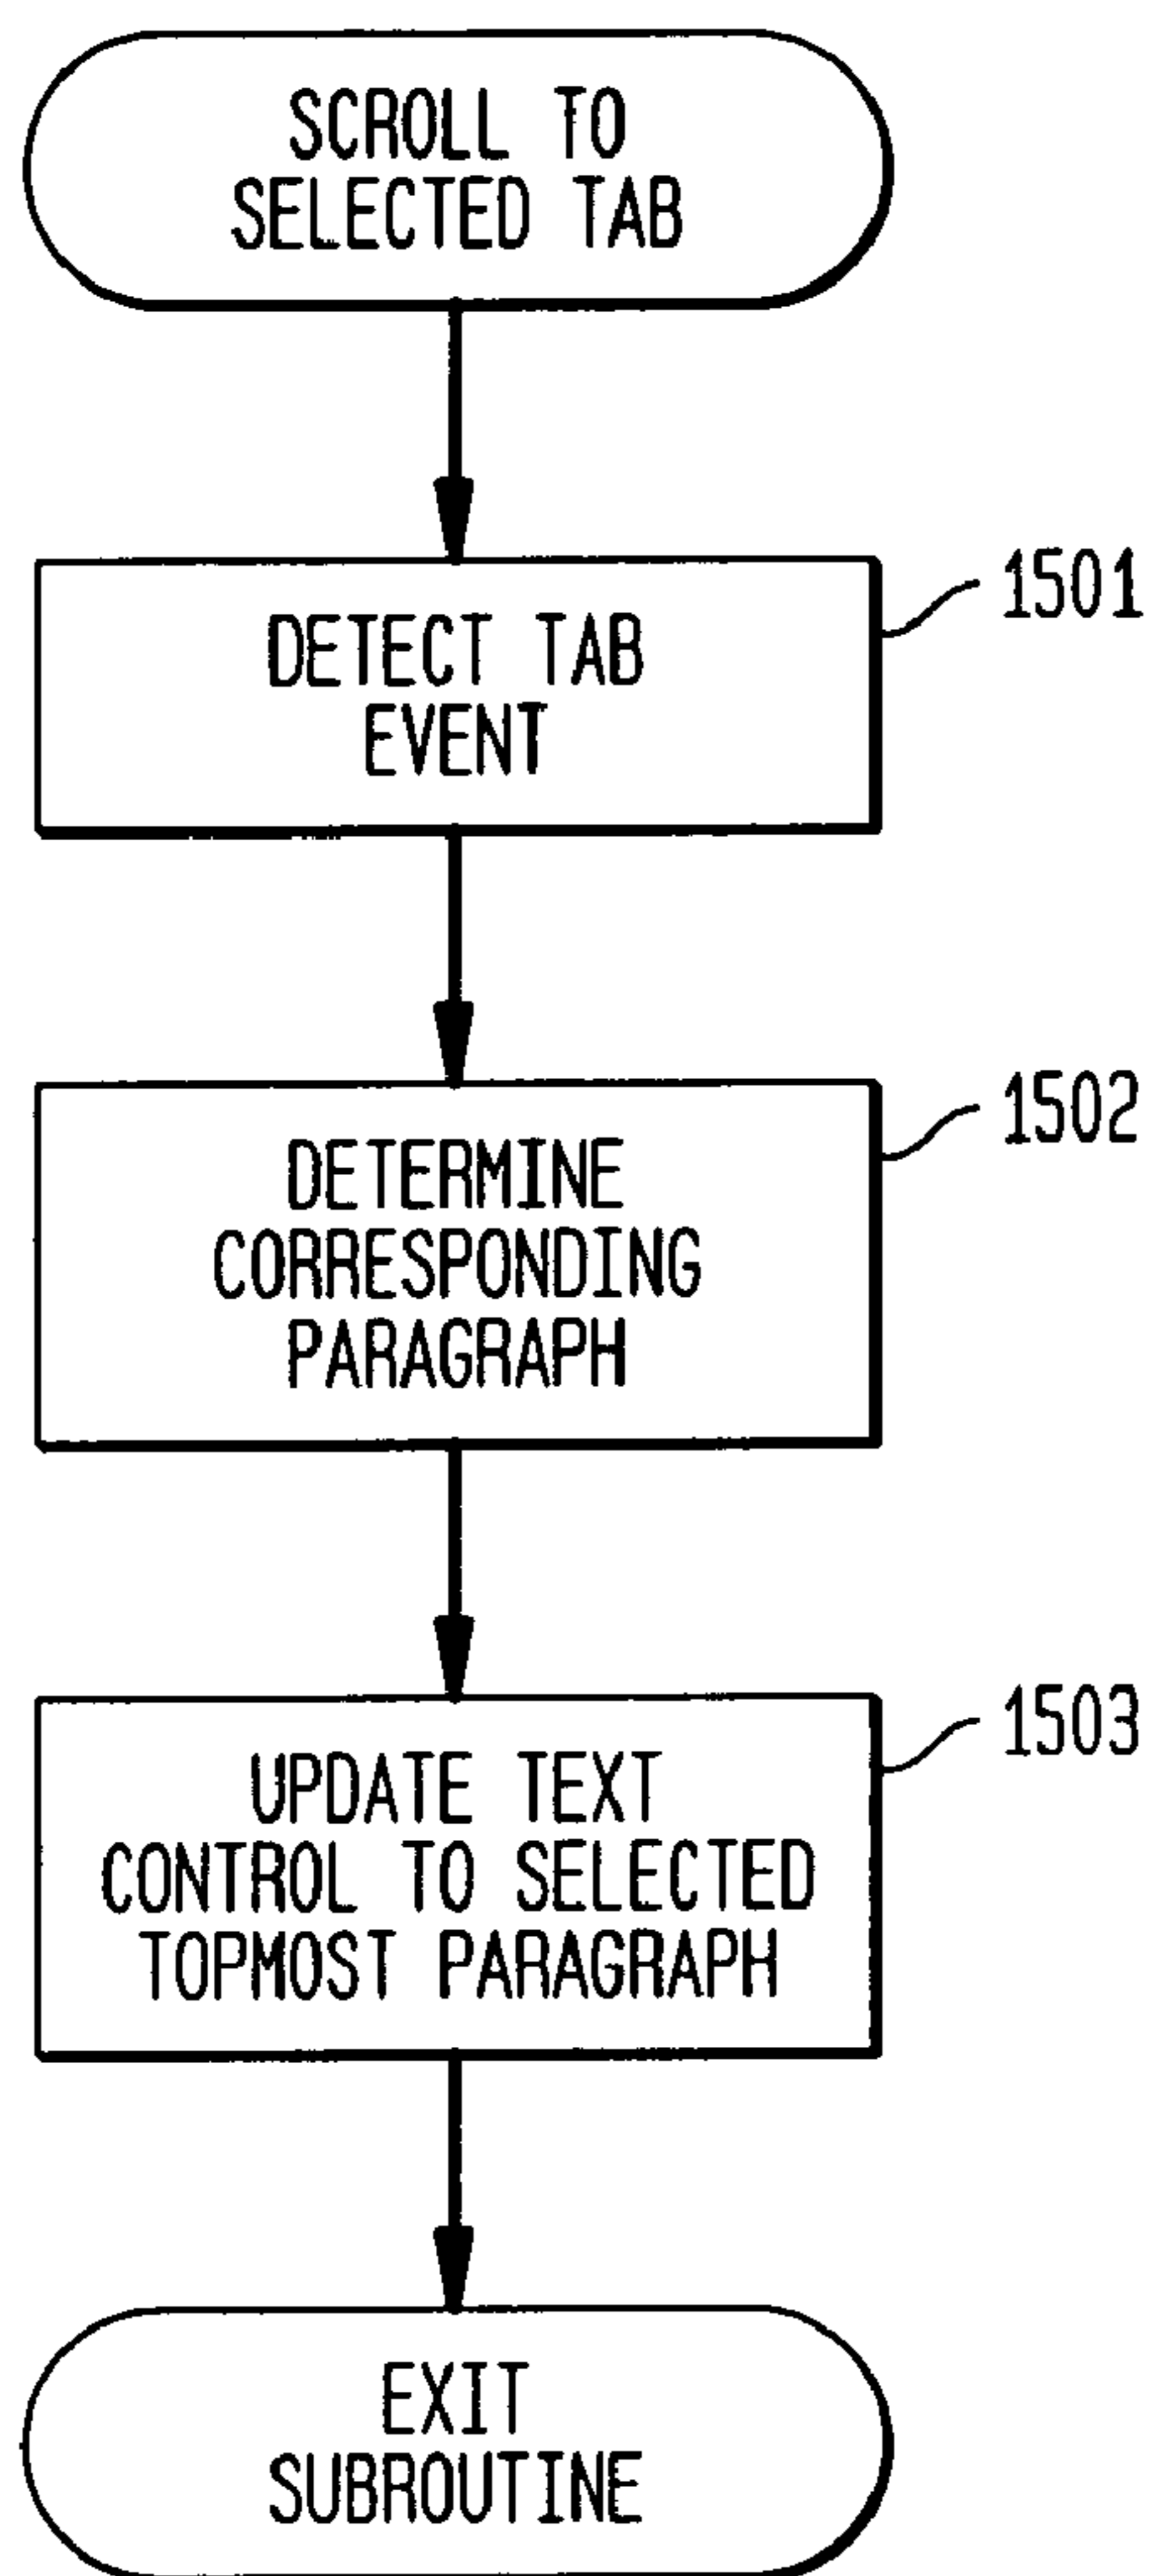 SCROLL TO
SELECTED TAB
1501
DETECT TAB
EVENT
1502
DETERMINE
CORRESPONDING
PARAGRAPH
1503
UPDATE TEXT
CONTROL TO SELECTED
TOPMOST PARAGRAPH
EXIT
SUBROUTINE